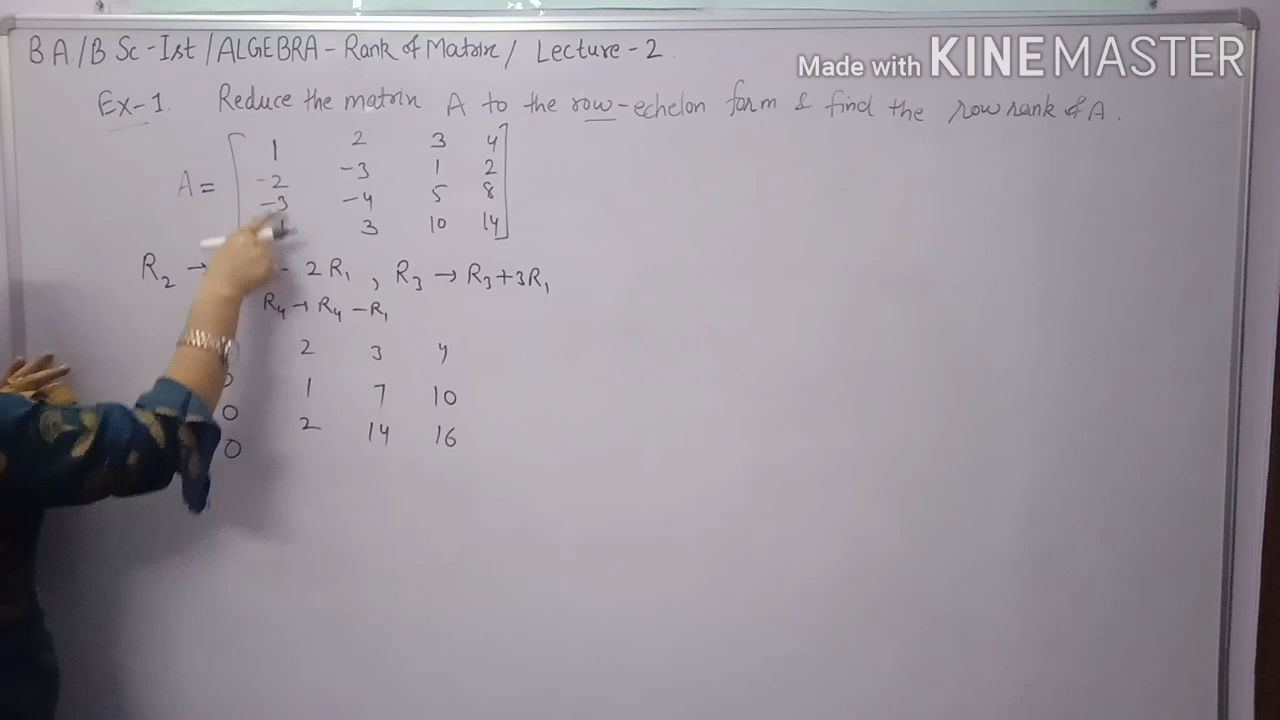 BA/B Sc-Ist/ALGEBRA-Rank of Matrix/ Lecture-2
Made with KINEMASTER
Ex-1. Reduce the matrix A to the row-echelon form & find the row rank of A.
A = [ 1 2 3 4
-2 -3 1 2
-3 -4 5 8
1 3 10 14 ]
R2 → - 2R1 , R3 → R3+3R1
R4 → R4 -R1
2 3 4
0 1 7 10
0 2 14 16
0